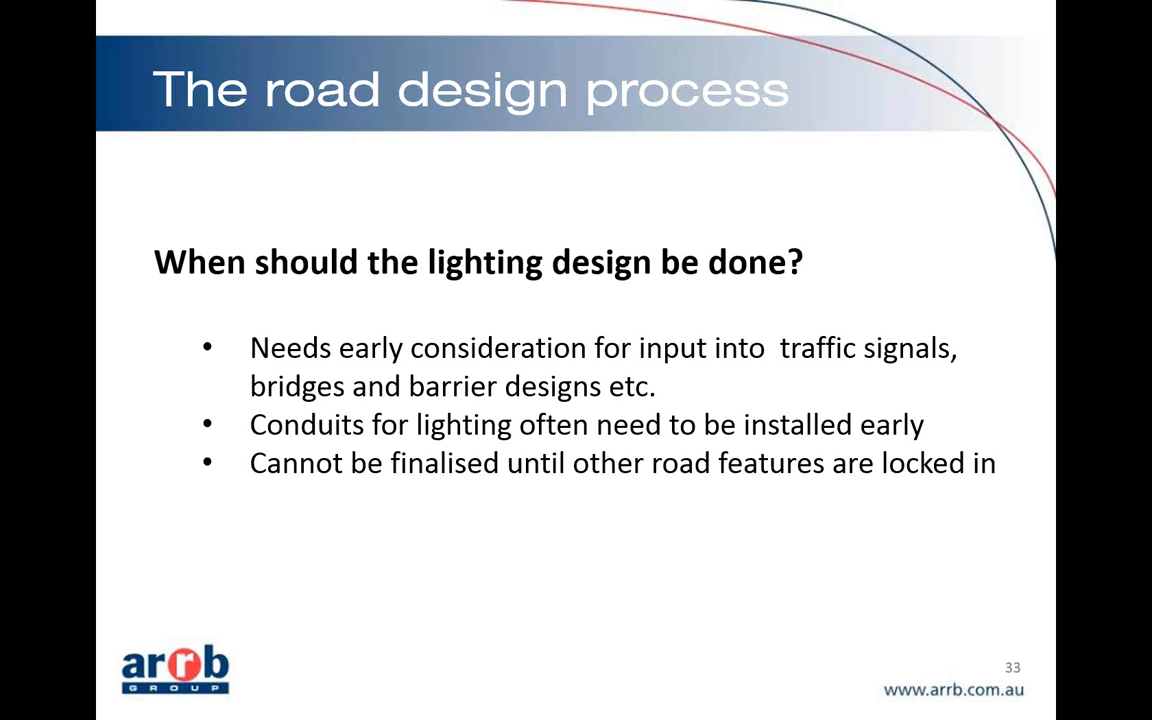 The road design process
When should the lighting design be done?
• Needs early consideration for input into  traffic signals,
bridges and barrier designs etc.
• Conduits for lighting often need to be installed early
• Cannot be finalised until other road features are locked in
arrb
GROUP
33
www.arrb.com.au